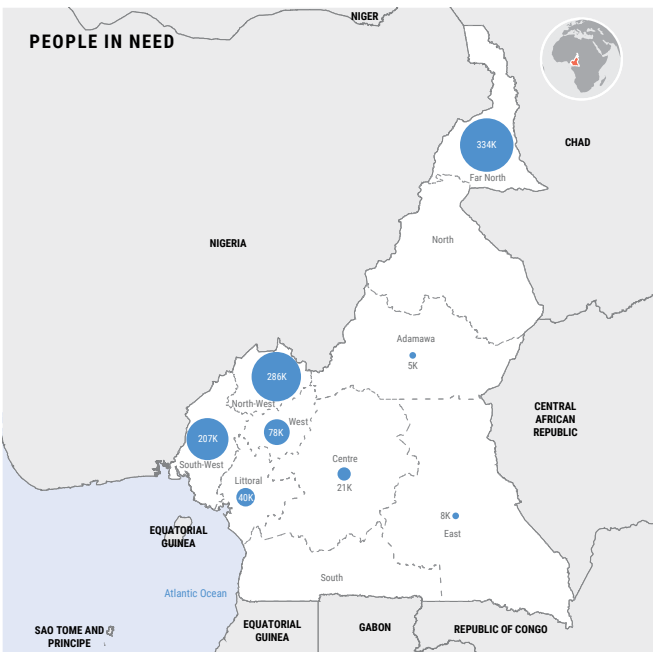 NIGER
PEOPLE IN NEED
334K
CHAD
Far North
NIGERIA
North
Adamawa
5K
286K
North-West
CENTRAL
AFRICAN
REPUBLIC
West
78K
207K
South-West
Centre
21K
Littoral
40K
8K
East
EQUATORIAL
GUINEA
South
Atlantic Ocean
SAO TOME AND
PRINCIPE
EQUATORIAL
GUINEA
GABON
REPUBLIC OF CONGO